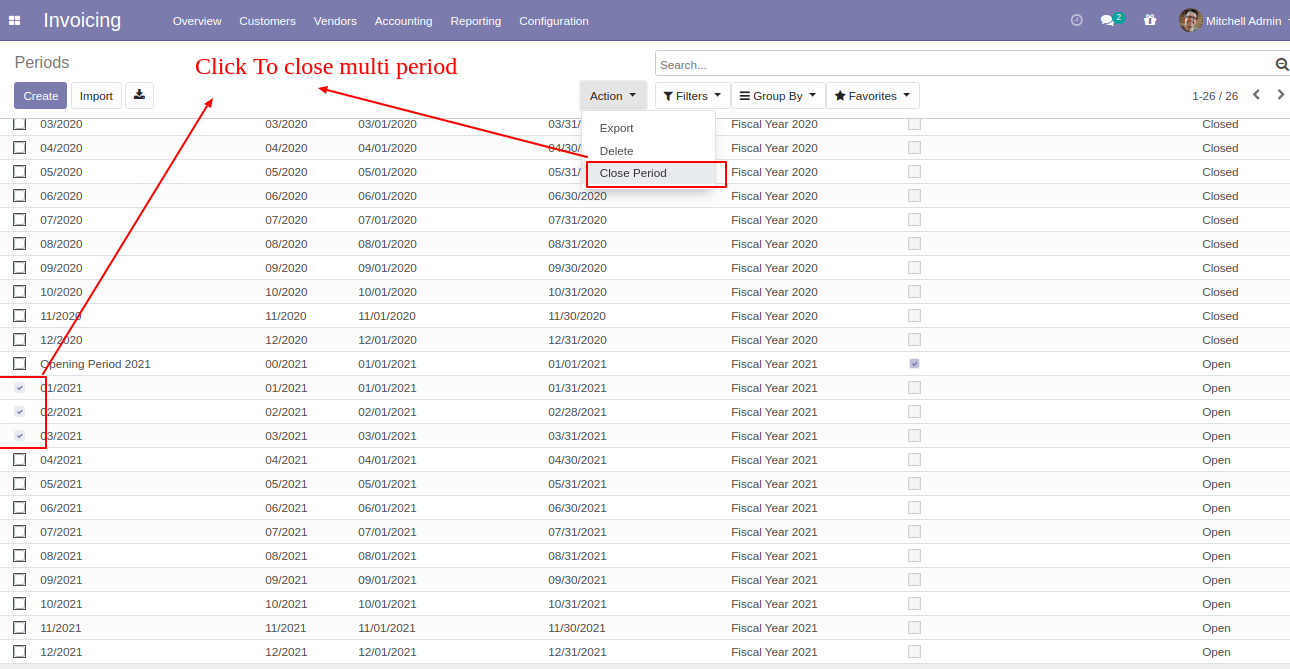 Invoicing Overview Customers Vendors Accounting Reporting Configuration 2 Mitchell Admin
Periods
Click To close multi period
Search...
Create Import Action Filters Group By Favorites 1-26 / 26
Export
Delete
Close Period
03/2020 03/2020 03/01/2020 03/31/ Fiscal Year 2020 Closed
04/2020 04/2020 04/01/2020 04/30/ Fiscal Year 2020 Closed
05/2020 05/2020 05/01/2020 05/31/ Fiscal Year 2020 Closed
06/2020 06/2020 06/01/2020 06/30/2020 Fiscal Year 2020 Closed
07/2020 07/2020 07/01/2020 07/31/2020 Fiscal Year 2020 Closed
08/2020 08/2020 08/01/2020 08/31/2020 Fiscal Year 2020 Closed
09/2020 09/2020 09/01/2020 09/30/2020 Fiscal Year 2020 Closed
10/2020 10/2020 10/01/2020 10/31/2020 Fiscal Year 2020 Closed
11/2020 11/2020 11/01/2020 11/30/2020 Fiscal Year 2020 Closed
12/2020 12/2020 12/01/2020 12/31/2020 Fiscal Year 2020 Closed
Opening Period 2021 00/2021 01/01/2021 01/01/2021 Fiscal Year 2021 Open
01/2021 01/2021 01/01/2021 01/31/2021 Fiscal Year 2021 Open
02/2021 02/2021 02/01/2021 02/28/2021 Fiscal Year 2021 Open
03/2021 03/2021 03/01/2021 03/31/2021 Fiscal Year 2021 Open
04/2021 04/2021 04/01/2021 04/30/2021 Fiscal Year 2021 Open
05/2021 05/2021 05/01/2021 05/31/2021 Fiscal Year 2021 Open
06/2021 06/2021 06/01/2021 06/30/2021 Fiscal Year 2021 Open
07/2021 07/2021 07/01/2021 07/31/2021 Fiscal Year 2021 Open
08/2021 08/2021 08/01/2021 08/31/2021 Fiscal Year 2021 Open
09/2021 09/2021 09/01/2021 09/30/2021 Fiscal Year 2021 Open
10/2021 10/2021 10/01/2021 10/31/2021 Fiscal Year 2021 Open
11/2021 11/2021 11/01/2021 11/30/2021 Fiscal Year 2021 Open
12/2021 12/2021 12/01/2021 12/31/2021 Fiscal Year 2021 Open